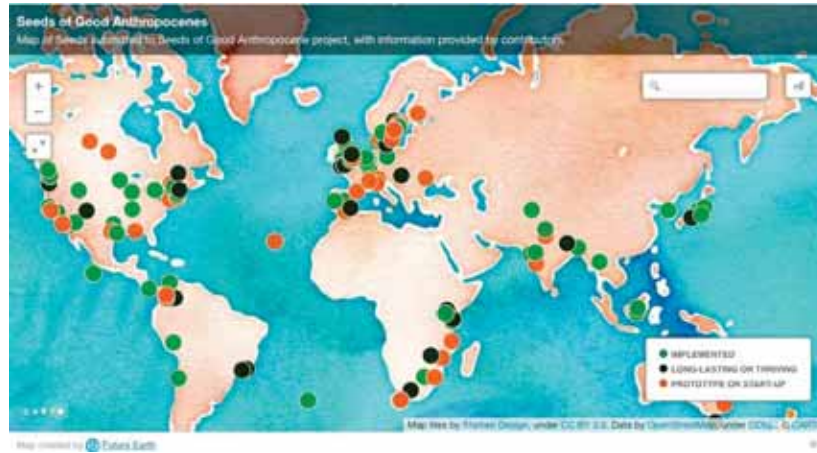 Seeds of Good Anthropocenes
Map of Seeds submitted to Seeds of Good Anthropocene project, with information provided by contributors.
+
−
IMPLEMENTED
LONG-LASTING OR THRIVING
PROTOTYPE OR START-UP
Map tiles by Stamen Design, under CC BY 3.0. Data by OpenStreetMap, under ODbL, © CART
Map created by Future Earth